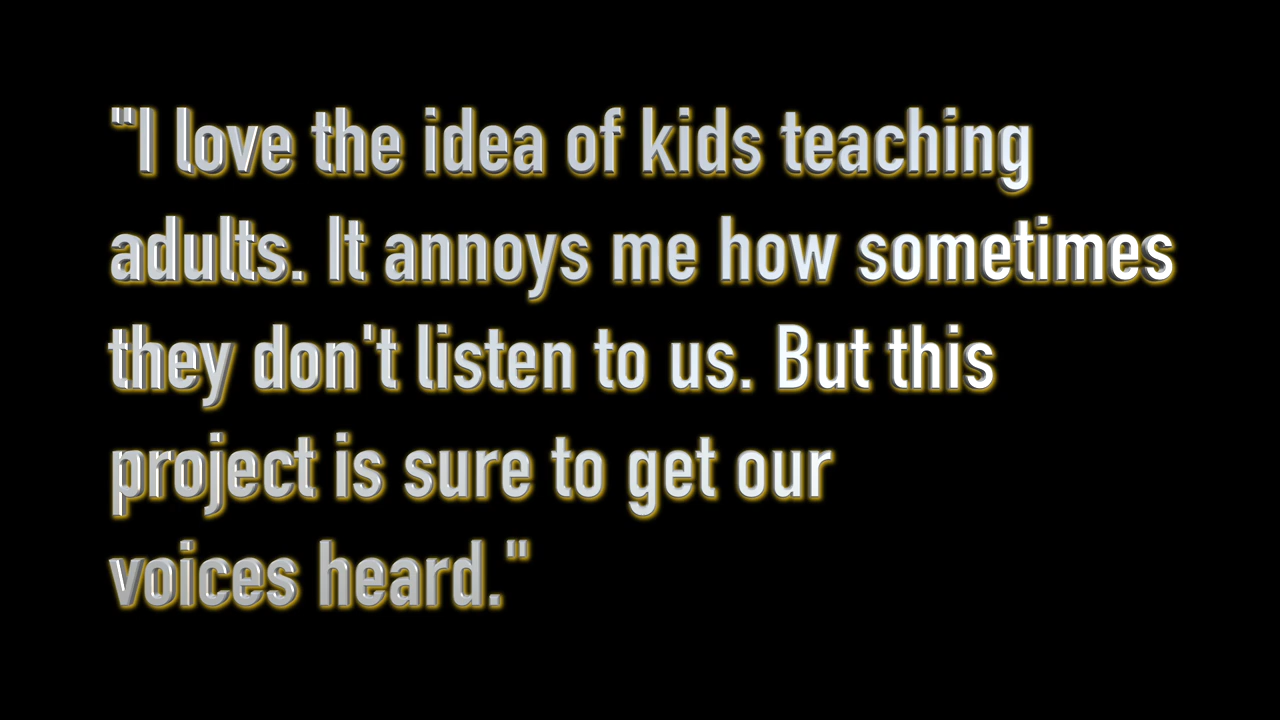 "I love the idea of kids teaching
adults. It annoys me how sometimes
they don't listen to us. But this
project is sure to get our
voices heard."